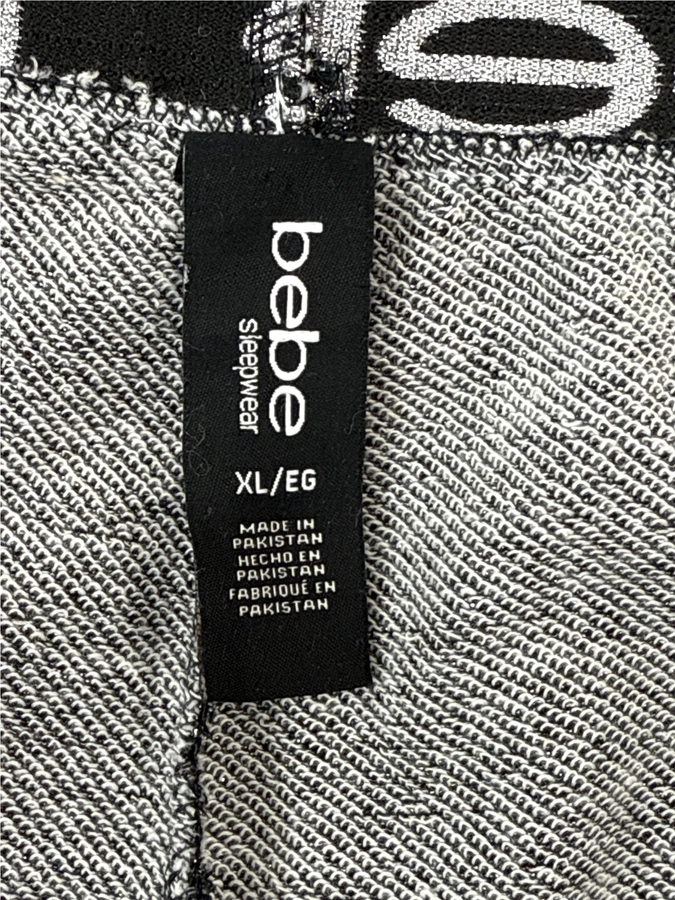 bebe
sleepwear
XL/EG
MADE IN
PAKISTAN
HECHO EN
PAKISTAN
FABRIQUÉ EN
PAKISTAN